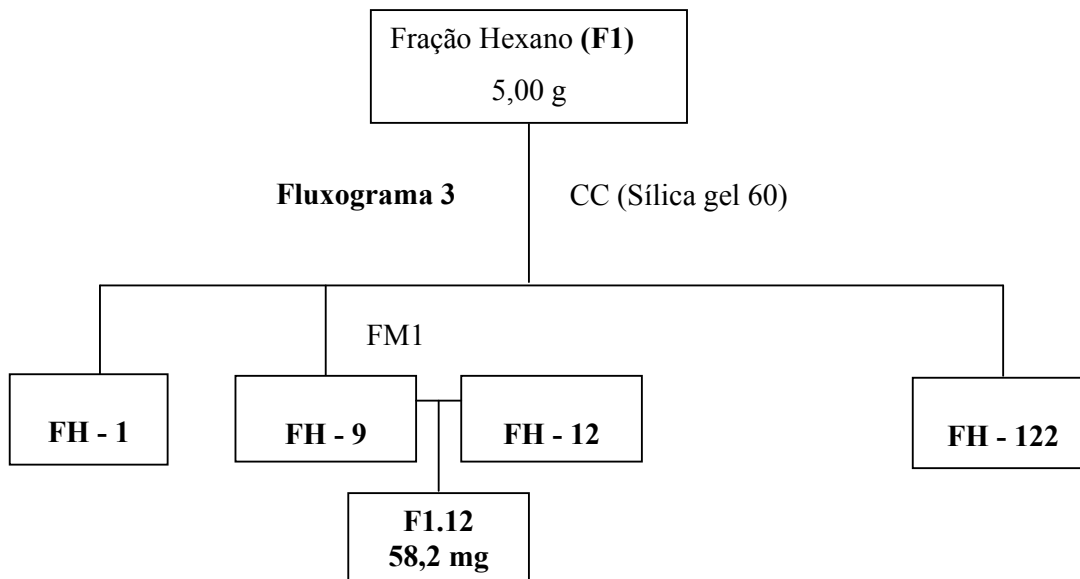 Fração Hexano (F1)
5,00 g
Fluxograma 3
CC (Sílica gel 60)
FM1
FH - 1
FH - 9
FH - 12
FH - 122
F1.12
58,2 mg